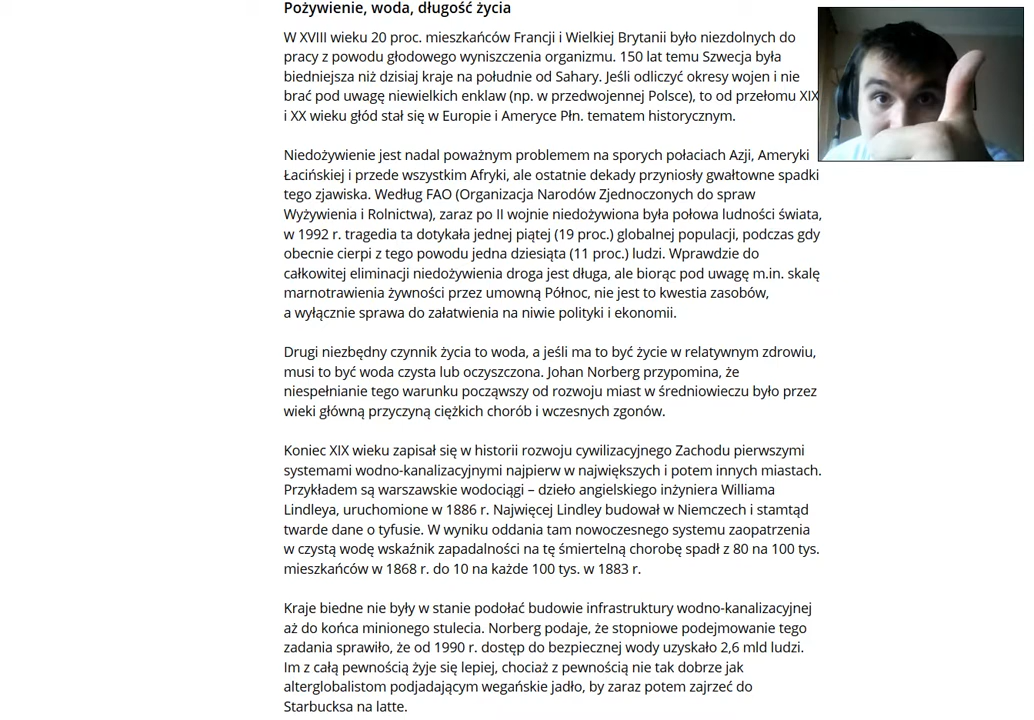 Pożywienie, woda, długość życia
W XVIII wieku 20 proc. mieszkańców Francji i Wielkiej Brytanii było niezdolnych do
pracy z powodu głodowego wyniszczenia organizmu. 150 lat temu Szwecja była
biedniejsza niż dzisiaj kraje na południe od Sahary. Jeśli odliczyć okresy wojen i nie
brać pod uwagę niewielkich enklaw (np. w przedwojennej Polsce), to od przełomu XIX
i XX wieku głód stał się w Europie i Ameryce Płn. tematem historycznym.
Niedożywienie jest nadal poważnym problemem na sporych połaciach Azji, Ameryki
Łacińskiej i przede wszystkim Afryki, ale ostatnie dekady przyniosły gwałtowne spadki
tego zjawiska. Według FAO (Organizacja Narodów Zjednoczonych do spraw
Wyżywienia i Rolnictwa), zaraz po II wojnie niedożywiona była połowa ludności świata,
w 1992 r. tragedia ta dotykała jednej piątej (19 proc.) globalnej populacji, podczas gdy
obecnie cierpi z tego powodu jedna dziesiąta (11 proc.) ludzi. Wprawdzie do
całkowitej eliminacji niedożywienia droga jest długa, ale biorąc pod uwagę m.in. skalę
marnotrawienia żywności przez umowną Północ, nie jest to kwestia zasobów,
a wyłącznie sprawa do załatwienia na niwie polityki i ekonomii.
Drugi niezbędny czynnik życia to woda, a jeśli ma to być życie w relatywnym zdrowiu,
musi to być woda czysta lub oczyszczona. Johan Norberg przypomina, że
niespełnianie tego warunku począwszy od rozwoju miast w średniowieczu było przez
wieki główną przyczyną ciężkich chorób i wczesnych zgonów.
Koniec XIX wieku zapisał się w historii rozwoju cywilizacyjnego Zachodu pierwszymi
systemami wodno-kanalizacyjnymi najpierw w największych i potem innych miastach.
Przykładem są warszawskie wodociągi – dzieło angielskiego inżyniera Williama
Lindleya, uruchomione w 1886 r. Najwięcej Lindley budował w Niemczech i stamtąd
twarde dane o tyfusie. W wyniku oddania tam nowoczesnego systemu zaopatrzenia
w czystą wodę wskaźnik zapadalności na tę śmiertelną chorobę spadł z 80 na 100 tys.
mieszkańców w 1868 r. do 10 na każde 100 tys. w 1883 r.
Kraje biedne nie były w stanie podołać budowie infrastruktury wodno-kanalizacyjnej
aż do końca minionego stulecia. Norberg podaje, że stopniowe podejmowanie tego
zadania sprawiło, że od 1990 r. dostęp do bezpiecznej wody uzyskało 2,6 mld ludzi.
Im z całą pewnością żyje się lepiej, chociaż z pewnością nie tak dobrze jak
alterglobalistom podjadającym wegańskie jadło, by zaraz potem zajrzeć do
Starbucksa na latte.